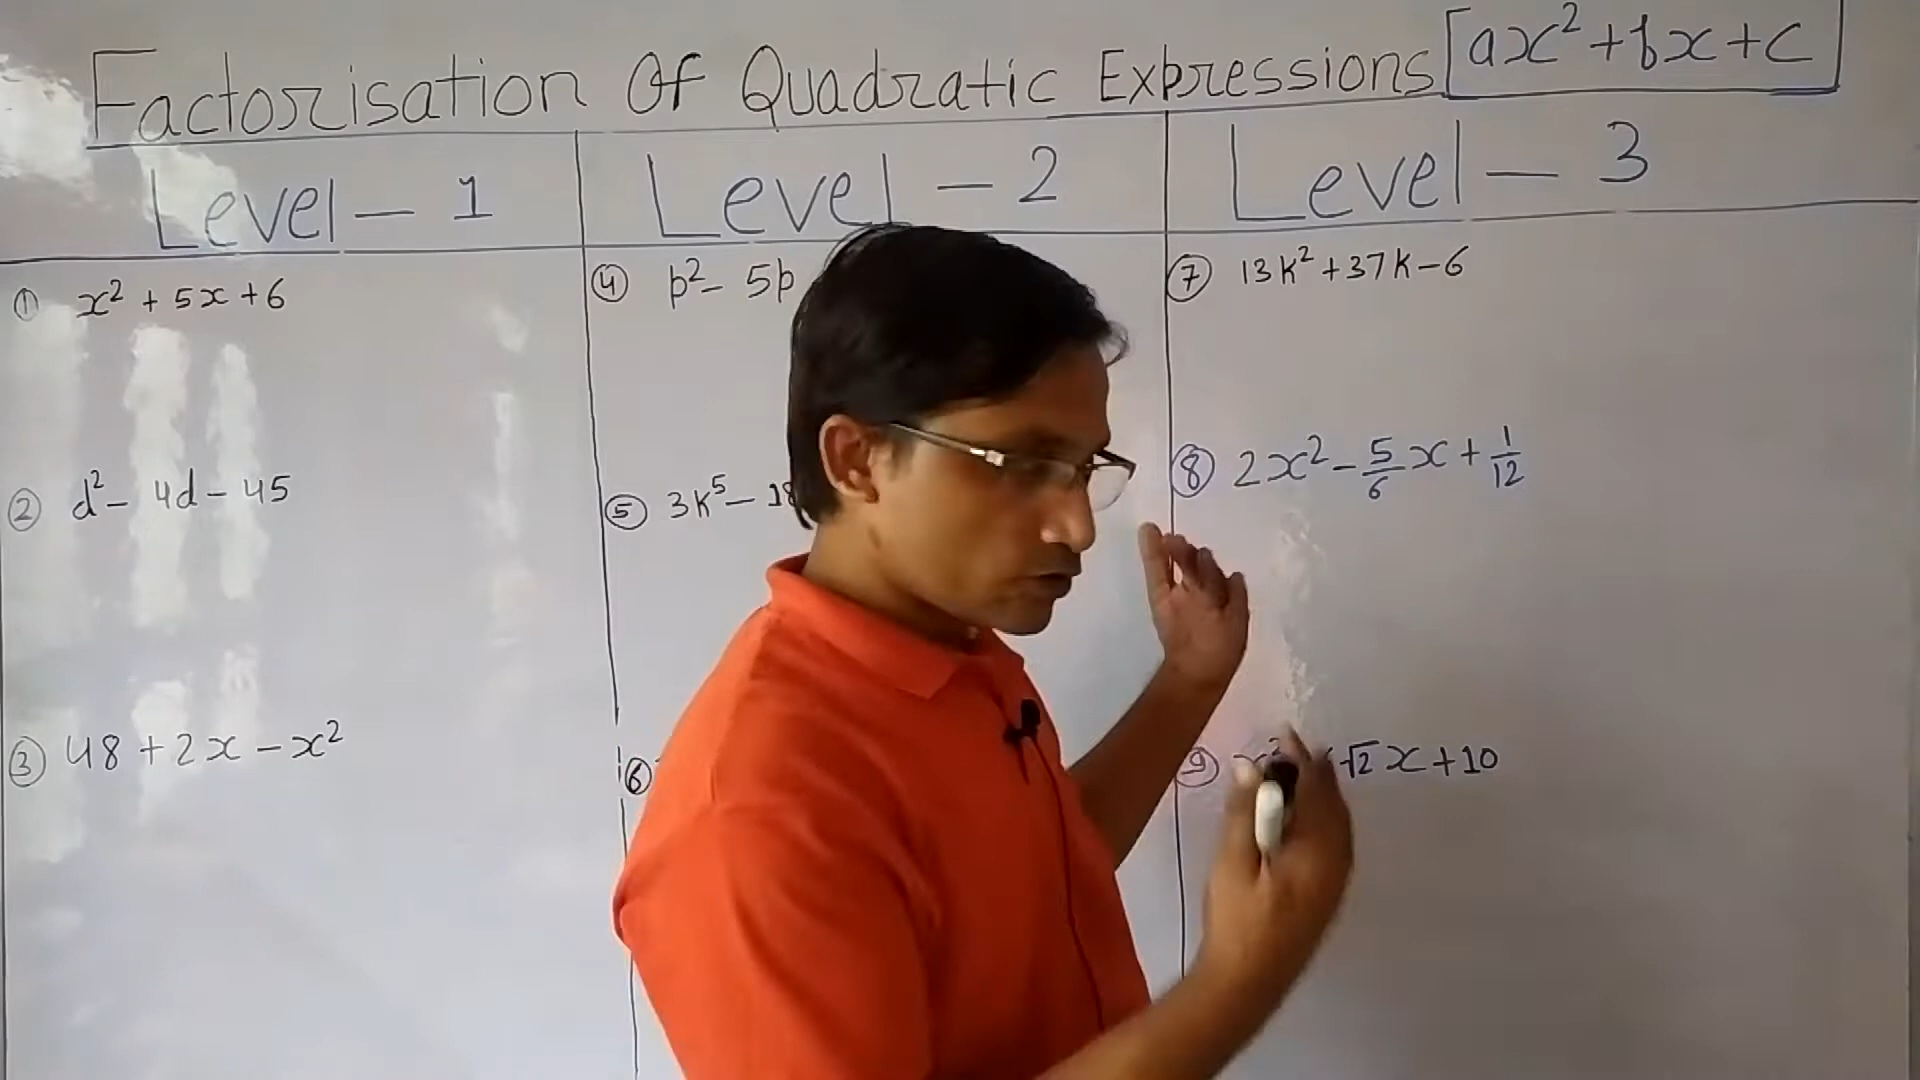 Factorisation Of Quadratic Expressions [ax²+bx+c]
Level – 1
① x² + 5x + 6
② d² – 4d – 45
③ 48 + 2x – x²
Level – 2
④ p² – 5p
⑤ 3k⁵ –
⑥
Level – 3
⑦ 13k² + 37k – 6
⑧ 2x² – 5/6 x + 1/12
⑨ x² √2x + 10